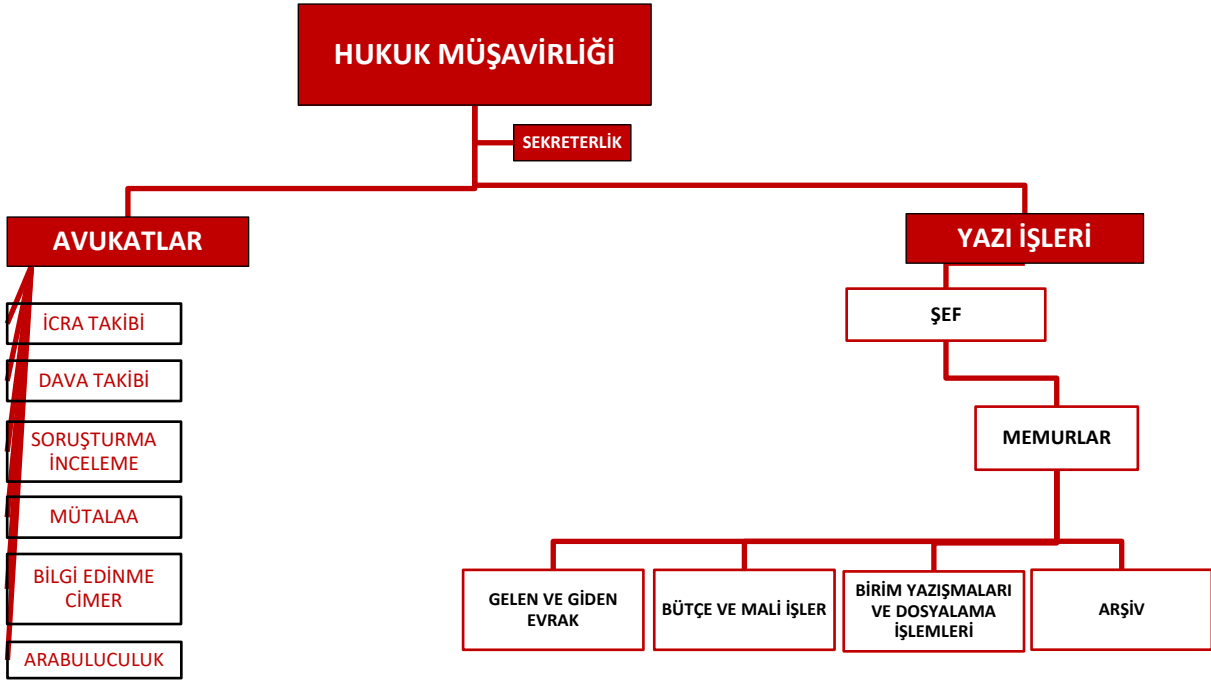 HUKUK MÜŞAVİRLİĞİ
SEKRETERLİK
AVUKATLAR
YAZI İŞLERİ
İCRA TAKİBİ
DAVA TAKİBİ
SORUŞTURMA
İNCELEME
MÜTALAA
BİLGİ EDİNME
CİMER
ARABULUCULUK
ŞEF
MEMURLAR
GELEN VE GİDEN
EVRAK
BÜTÇE VE MALİ İŞLER
BİRİM YAZIŞMALARI
VE DOSYALAMA
İŞLEMLERİ
ARŞİV